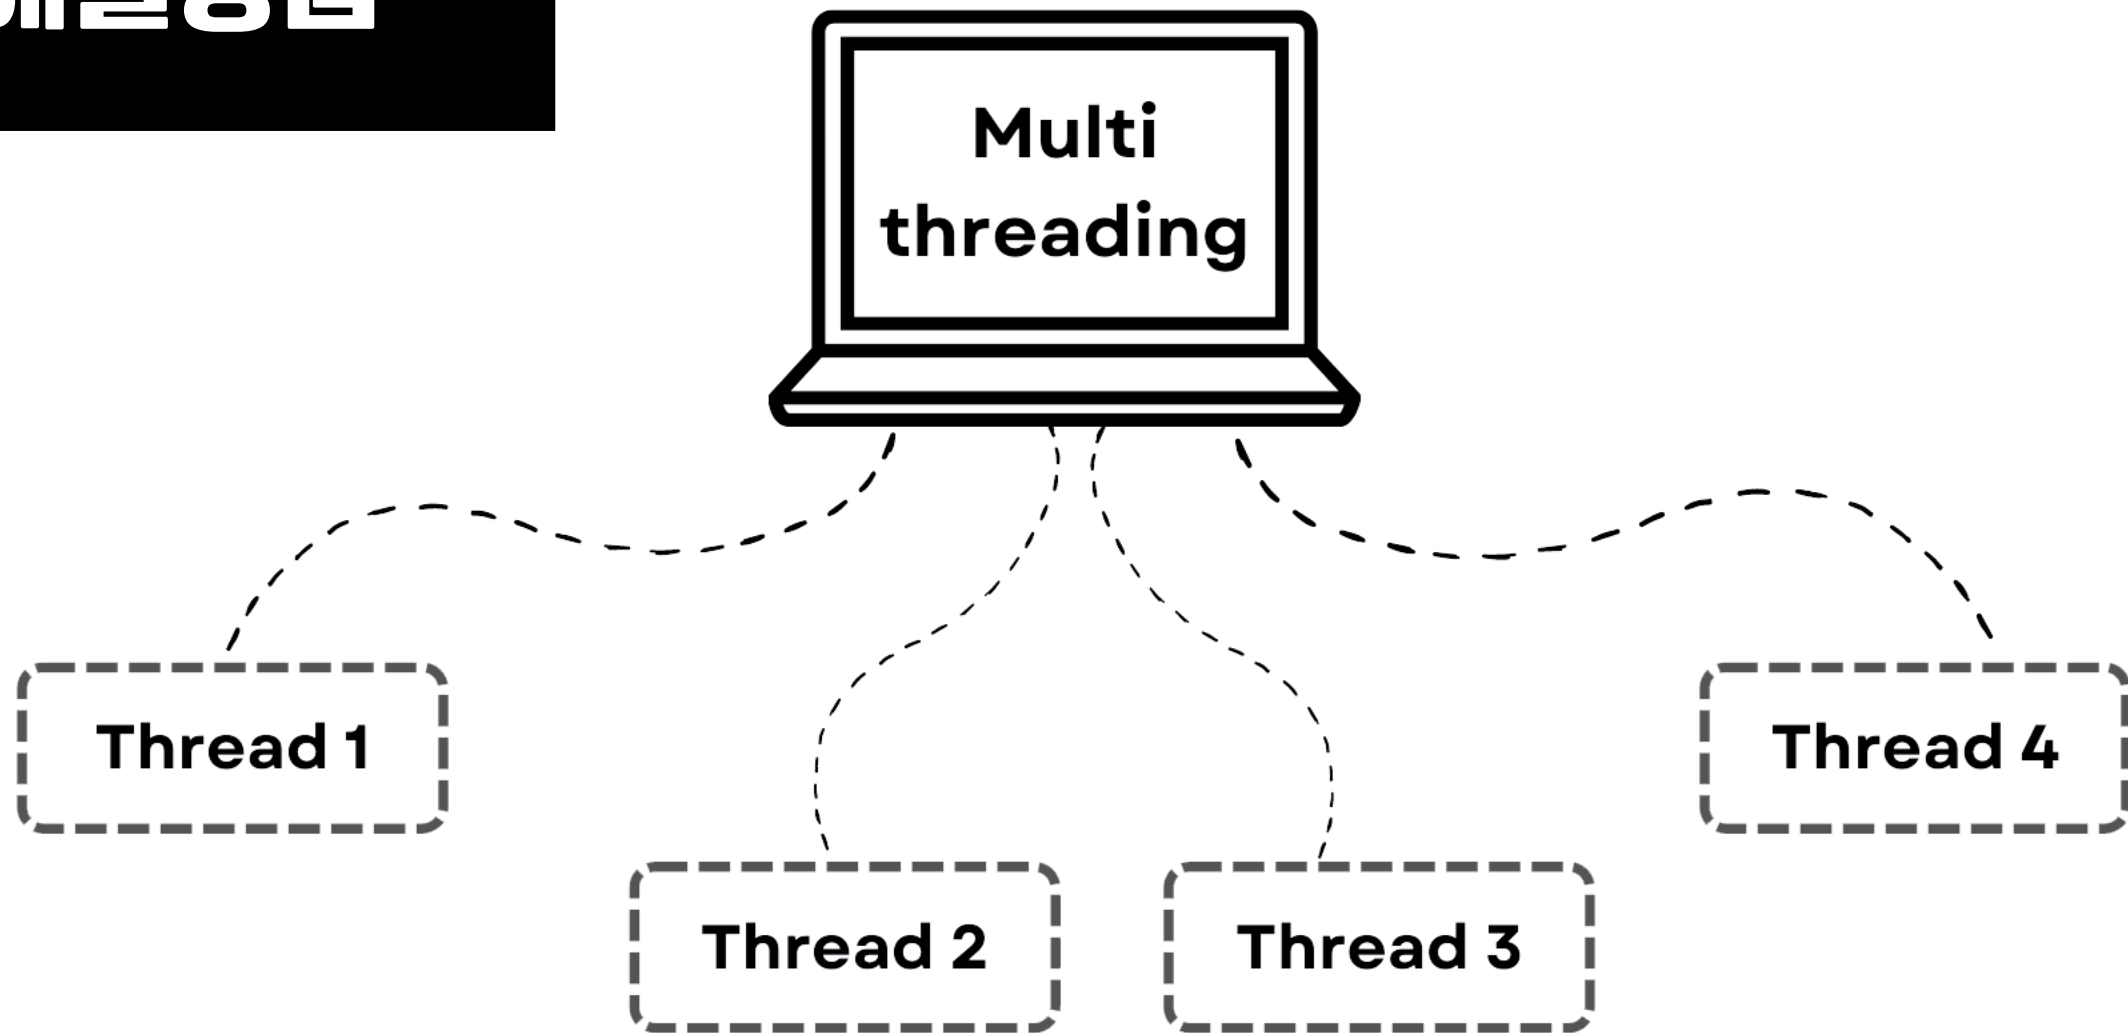 Multi
threading
Thread 1
Thread 4
Thread 2
Thread 3